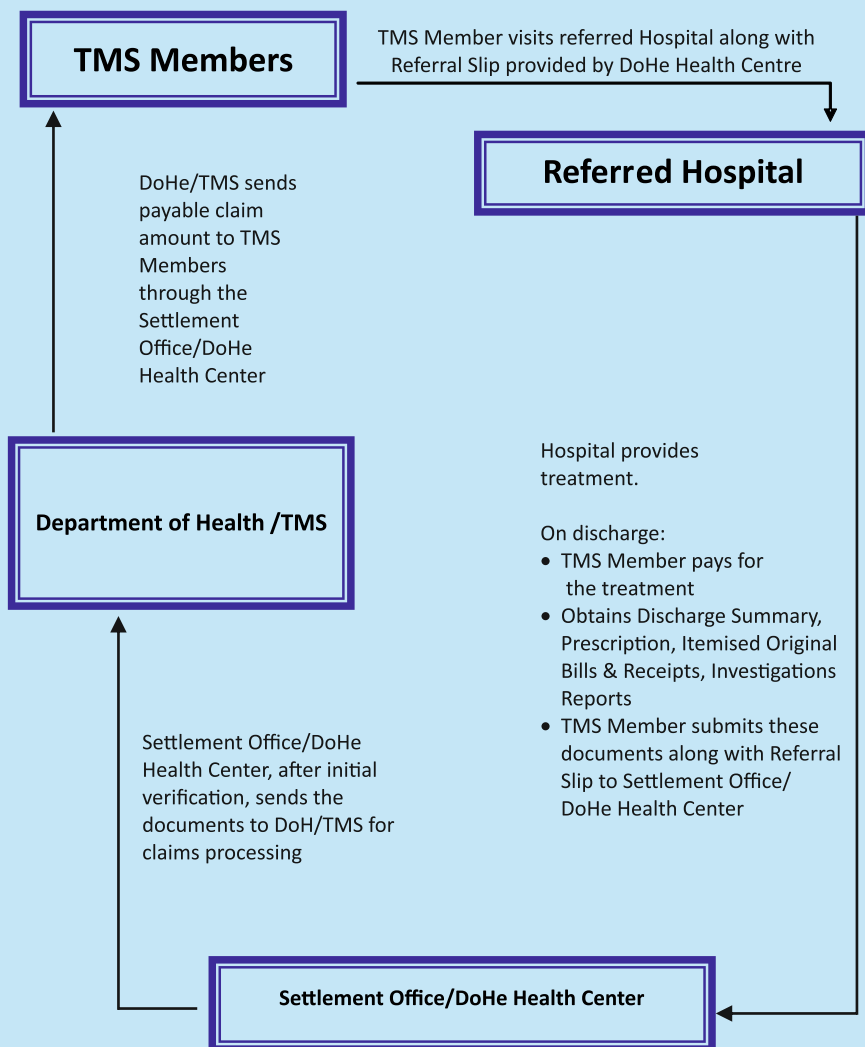 TMS Members
TMS Member visits referred Hospital along with
Referral Slip provided by DoHe Health Centre
Referred Hospital
DoHe/TMS sends
payable claim
amount to TMS
Members
through the
Settlement
Office/DoHe
Health Center
Department of Health /TMS
Hospital provides
treatment.
On discharge:
• TMS Member pays for
the treatment
• Obtains Discharge Summary,
Prescription, Itemised Original
Bills & Receipts, Investigations
Reports
• TMS Member submits these
documents along with Referral
Slip to Settlement Office/
DoHe Health Center
Settlement Office/DoHe
Health Center, after initial
verification, sends the
documents to DoH/TMS for
claims processing
Settlement Office/DoHe Health Center